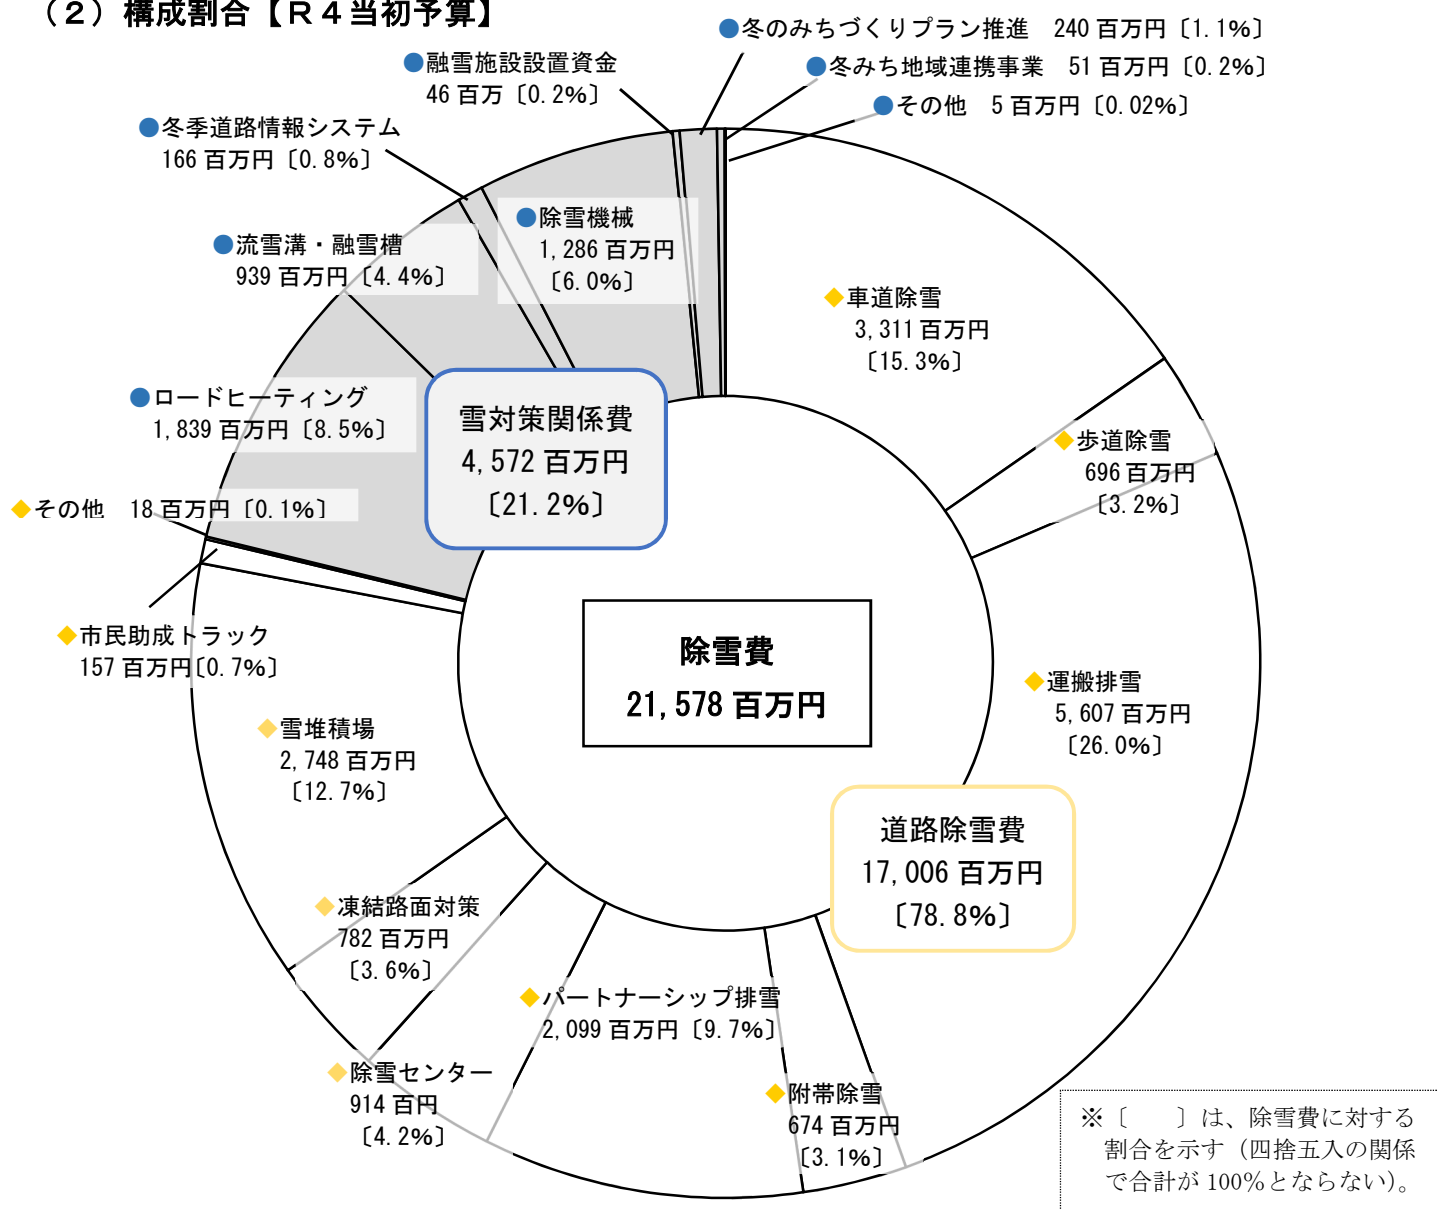 （２）構成割合【Ｒ４当初予算】
●冬のみちづくりプラン推進　240 百万円〔1.1%〕
●融雪施設設置資金
46 百万〔0.2%〕
●冬みち地域連携事業　51 百万円〔0.2%〕
●その他　5 百万円〔0.02%〕
●冬季道路情報システム
166 百万円〔0.8%〕
●除雪機械
1,286 百万円
〔6.0%〕
●流雪溝・融雪槽
939 百万円〔4.4%〕
◆車道除雪
3,311 百万円
〔15.3%〕
●ロードヒーティング
1,839 百万円〔8.5%〕
雪対策関係費
4,572 百万円
〔21.2%〕
◆歩道除雪
696 百万円
〔3.2%〕
◆その他　18 百万円〔0.1%〕
◆市民助成トラック
157 百万円〔0.7%〕
除雪費
21,578 百万円
◆運搬排雪
5,607 百万円
〔26.0%〕
◆雪堆積場
2,748 百万円
〔12.7%〕
道路除雪費
17,006 百万円
〔78.8%〕
◆凍結路面対策
782 百万円
〔3.6%〕
◆パートナーシップ排雪
2,099 百万円〔9.7%〕
◆除雪センター
914 百円
〔4.2%〕
◆附帯除雪
674 百万円
〔3.1%〕
※〔　　〕は、除雪費に対する
割合を示す（四捨五入の関係
で合計が 100%とならない）。